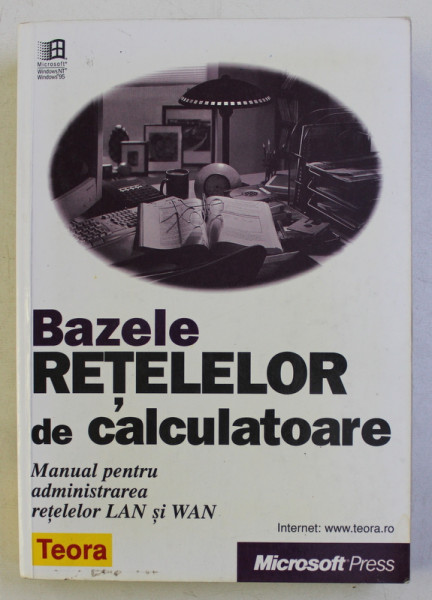 Microsoft®
Windows NT™
Windows®95
Bazele
REȚELELOR
de calculatoare
Manual pentru
administrarea
rețelelor LAN și WAN
Internet: www.teora.ro
Teora
Microsoft Press